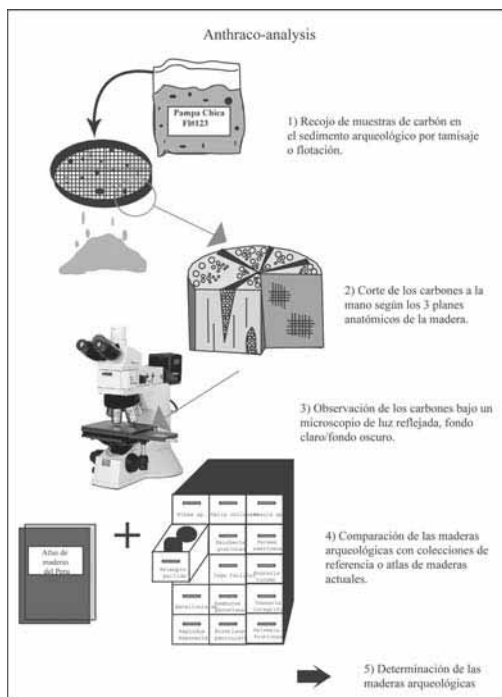 Anthraco-analysis
Pampa Chica
Flt#123
1) Recojo de muestras de carbón en
el sedimento arqueológico por tamisaje
o flotación.
2) Corte de los carbones a la
mano según los 3 planes
anatómicos de la madera.
3) Observación de los carbones bajo un
microscopio de luz reflejada, fondo
claro/fondo oscuro.
Atlas de
maderas
del Peru
4) Comparación de las maderas
arqueológicas con colecciones de
referencia o atlas de maderas
actuales.
5) Determinación de las
maderas arqueológicas